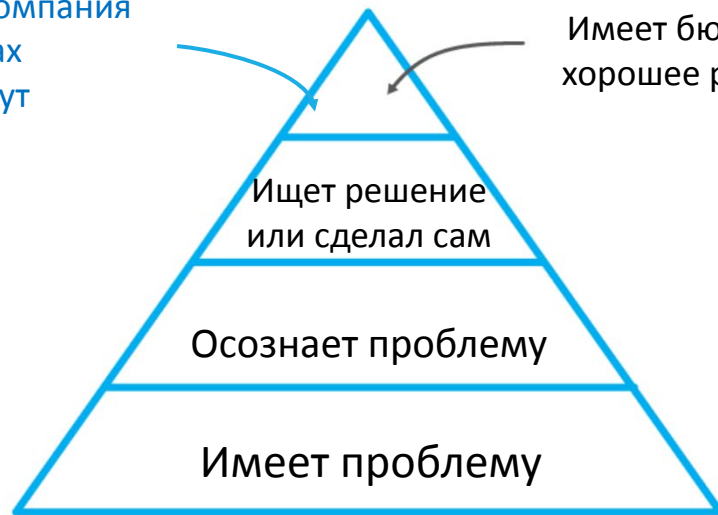 омпания
ах
ут
Имеет бю
хорошее р
Ищет решение
или сделал сам
Осознает проблему
Имеет проблему